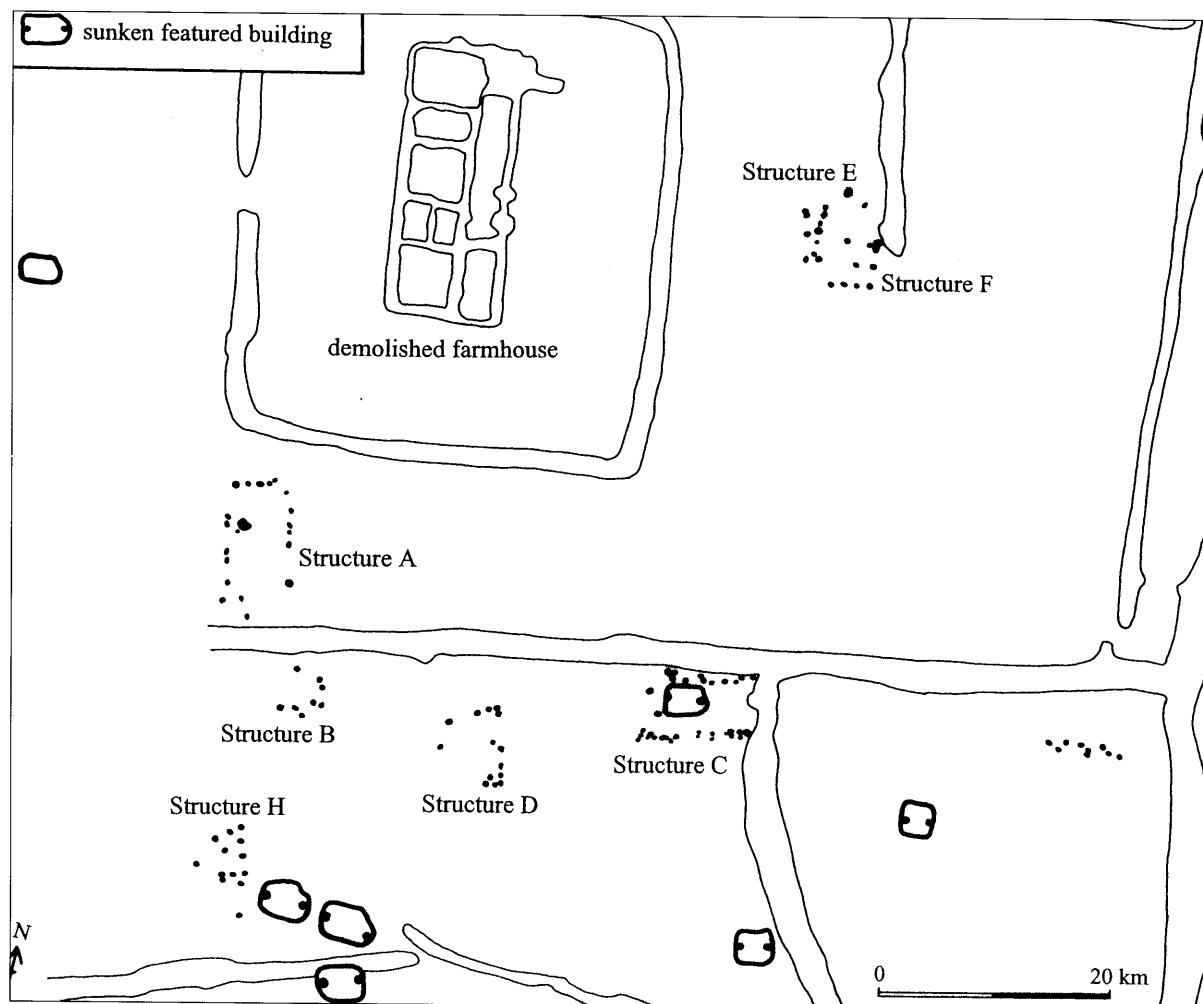 sunken featured building
Structure E
Structure F
demolished farmhouse
Structure A
Structure B
Structure C
Structure D
Structure H
N
0 20 km